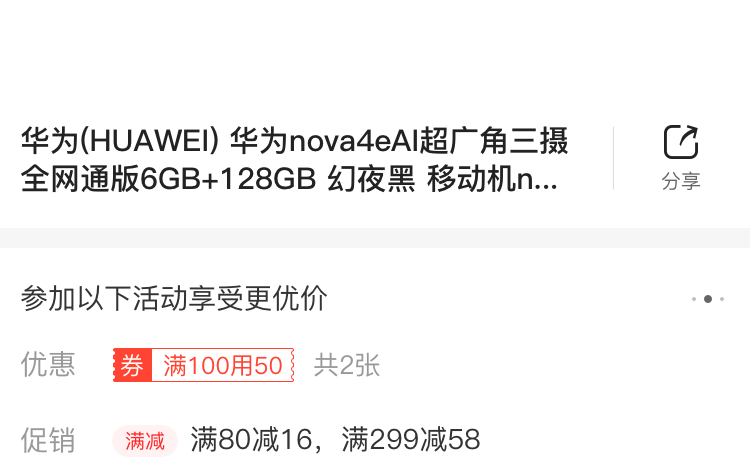 华为(HUAWEI) 华为nova4eAI超广角三摄
全网通版6GB+128GB 幻夜黑 移动机n...
分享
参加以下活动享受更优价
优惠 券 满100用50 共2张
促销 满减 满80减16，满299减58